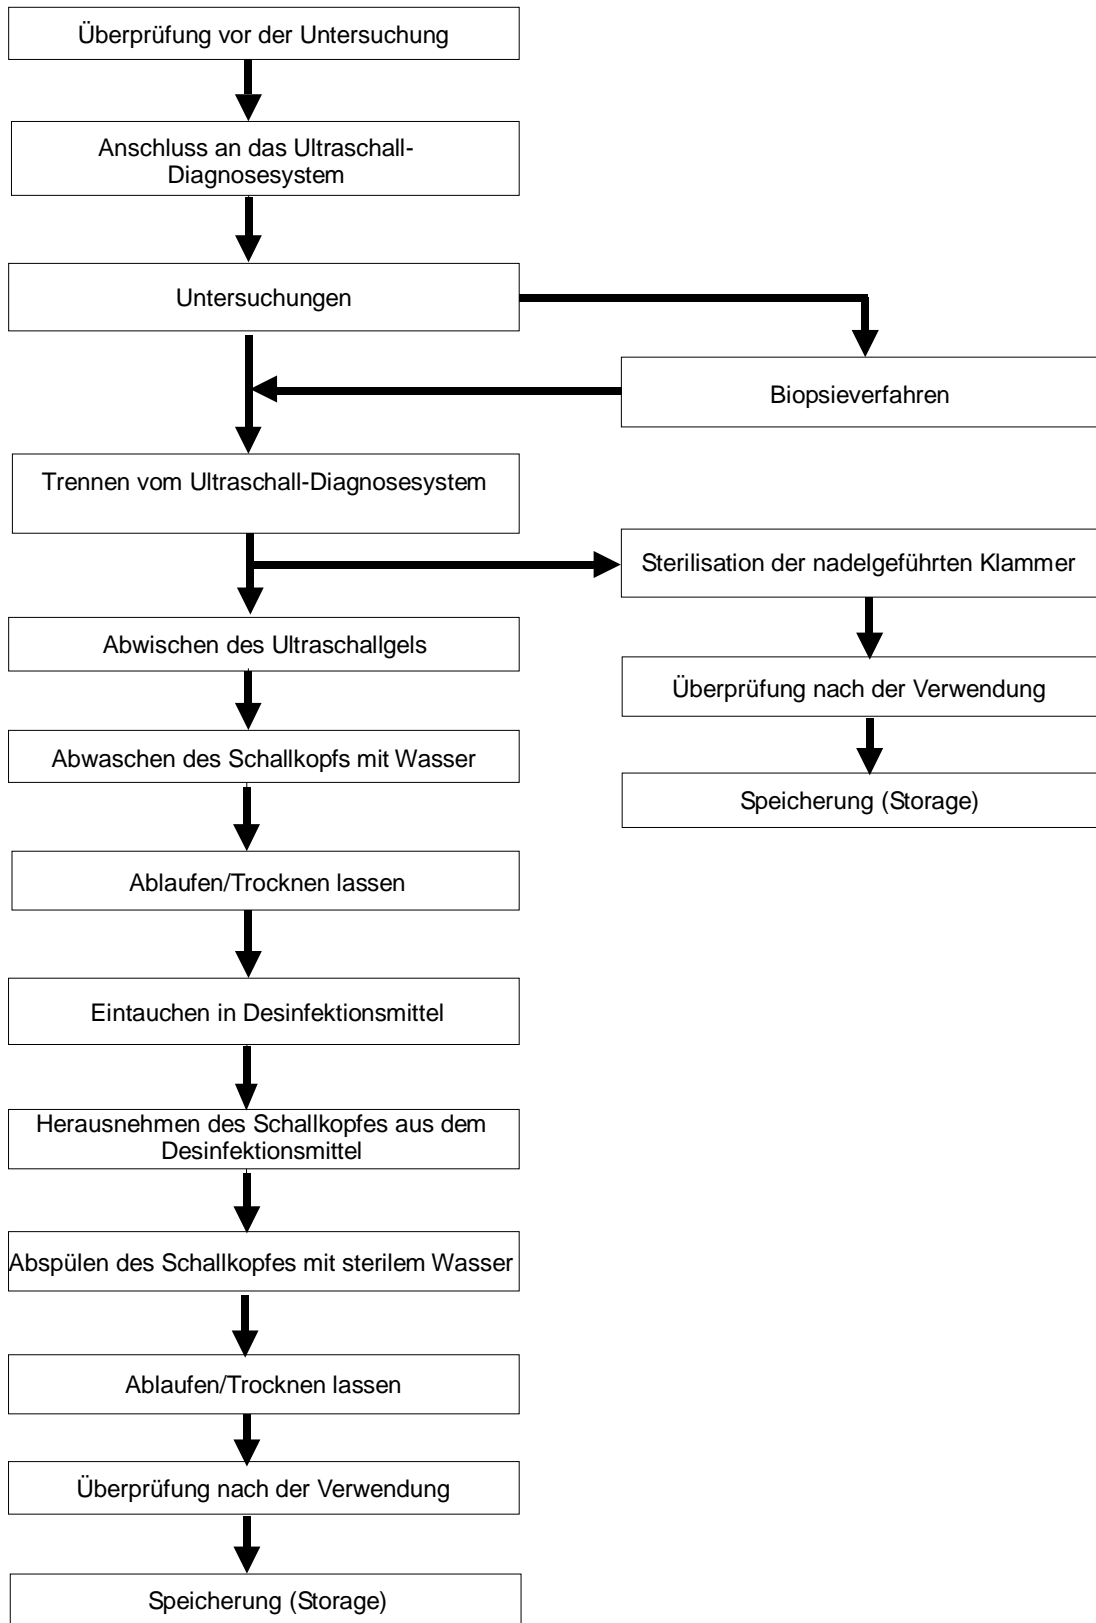 Überprüfung vor der Untersuchung
Anschluss an das Ultraschall-
Diagnosesystem
Untersuchungen
Biopsieverfahren
Trennen vom Ultraschall-Diagnosesystem
Sterilisation der nadelgeführten Klammer
Abwischen des Ultraschallgels
Überprüfung nach der Verwendung
Abwaschen des Schallkopfs mit Wasser
Speicherung (Storage)
Ablaufen/Trocknen lassen
Eintauchen in Desinfektionsmittel
Herausnehmen des Schallkopfes aus dem
Desinfektionsmittel
Abspülen des Schallkopfes mit sterilem Wasser
Ablaufen/Trocknen lassen
Überprüfung nach der Verwendung
Speicherung (Storage)